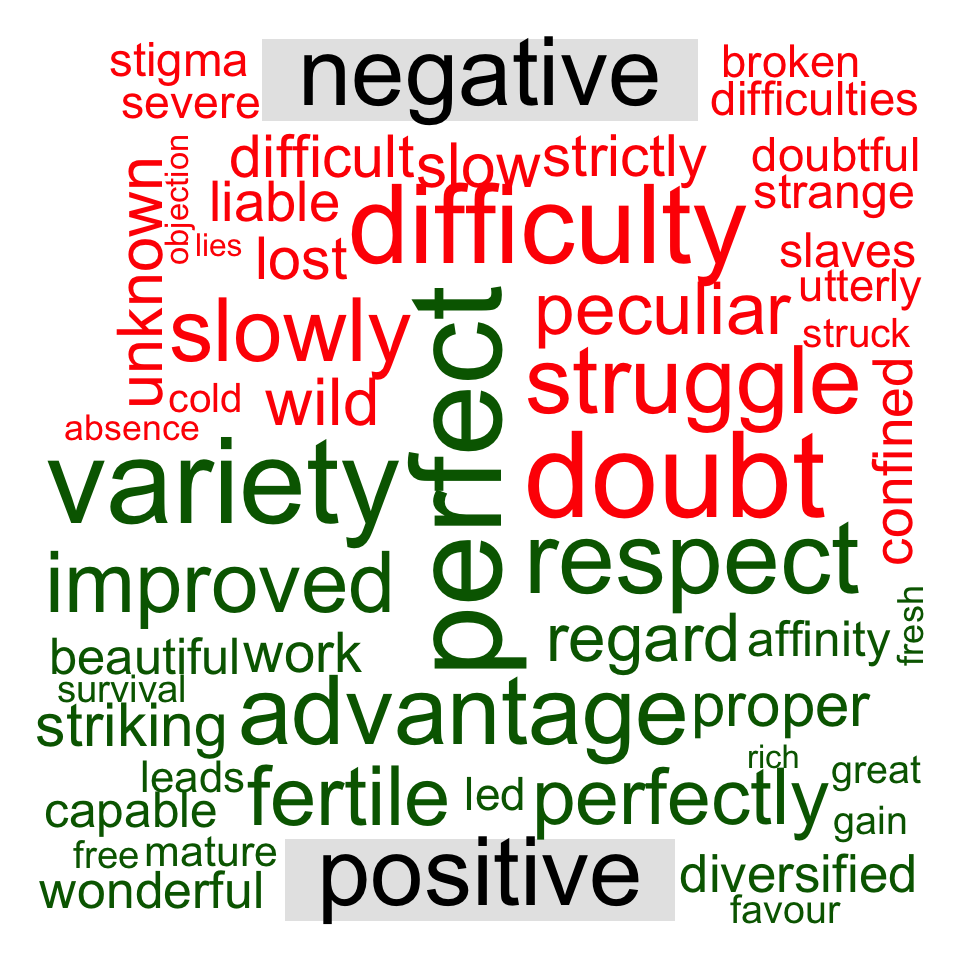 negative
stigma
broken
severe
difficulties
difficult
slow
strictly
doubtful
objection
unknown
liable
difficulty
strange
lies
lost
slaves
utterly
slowly
perfect
peculiar
struck
struggle
confined
cold
wild
absence
variety
doubt
improved
respect
fresh
beautiful
work
regard
affinity
survival
striking
advantage
proper
leads
fertile
led
perfectly
rich
great
capable
gain
free
mature
positive
diversified
wonderful
favour